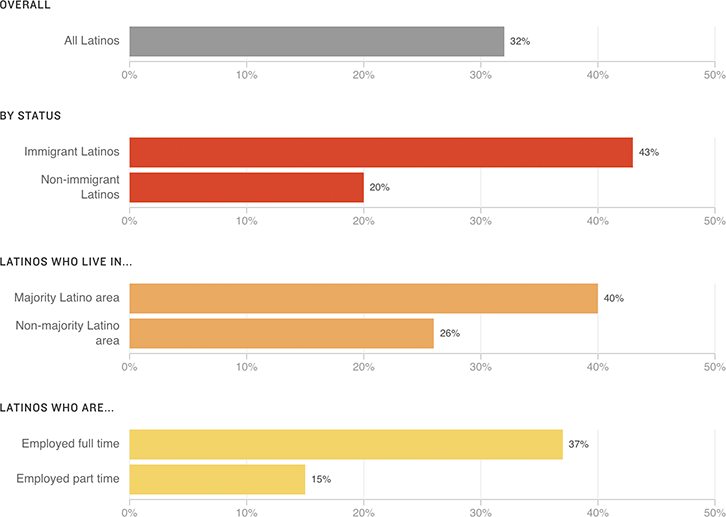 OVERALL
All Latinos
32%
0% 10% 20% 30% 40% 50%
BY STATUS
Immigrant Latinos
43%
Non-immigrant
Latinos
20%
0% 10% 20% 30% 40% 50%
LATINOS WHO LIVE IN...
Majority Latino area
40%
Non-majority Latino
area
26%
0% 10% 20% 30% 40% 50%
LATINOS WHO ARE...
Employed full time
37%
Employed part time
15%
0% 10% 20% 30% 40% 50%